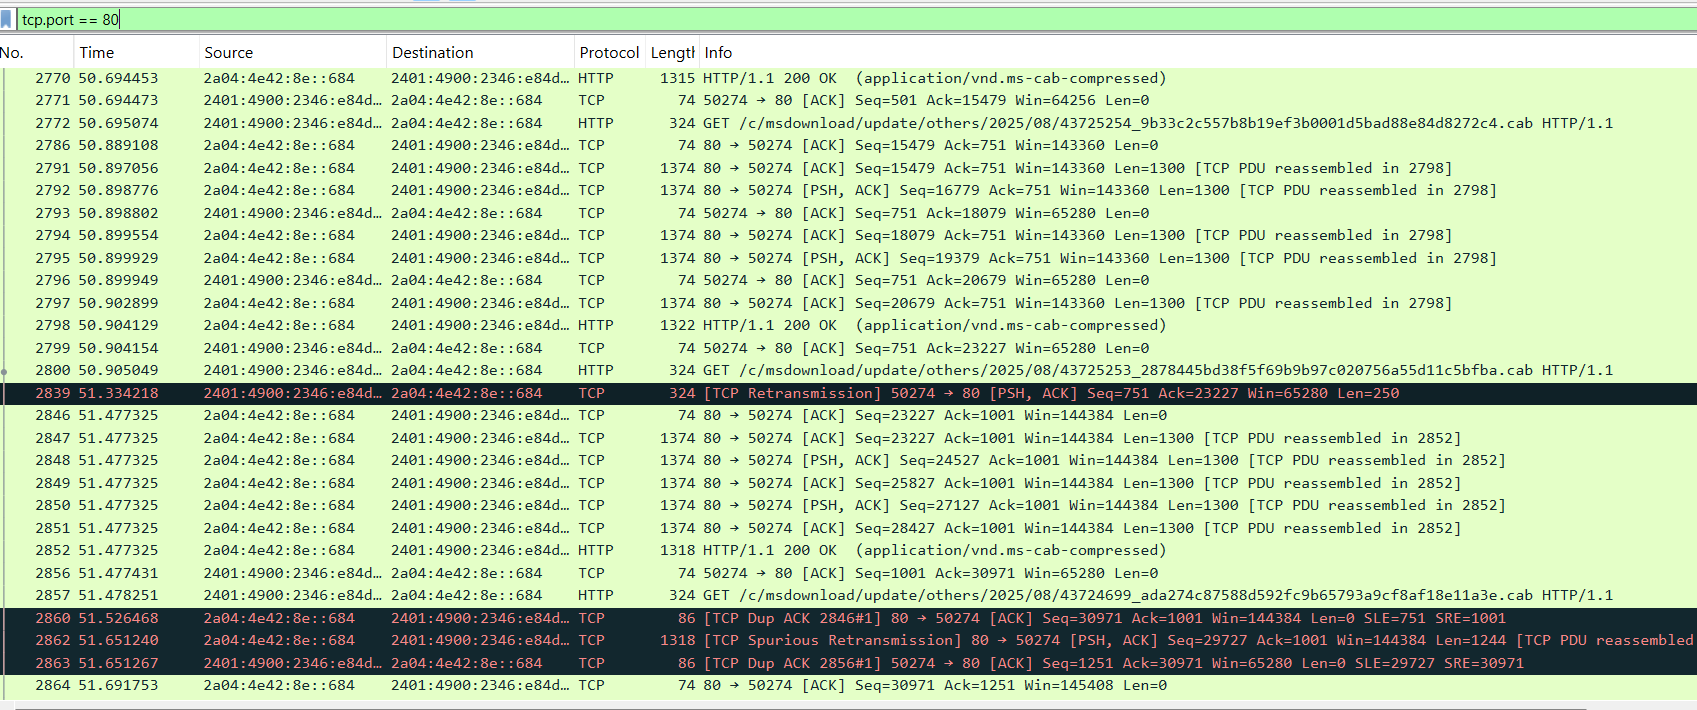 tcp.port == 80
No. Time Source Destination Protocol Length Info
2770 50.694453 2a04:4e42:8e::684 2401:4900:2346:e84d… HTTP 1315 HTTP/1.1 200 OK (application/vnd.ms-cab-compressed)
2771 50.694473 2401:4900:2346:e84d… 2a04:4e42:8e::684 TCP 74 50274 → 80 [ACK] Seq=501 Ack=15479 Win=64256 Len=0
2772 50.695074 2401:4900:2346:e84d… 2a04:4e42:8e::684 HTTP 324 GET /c/msdownload/update/others/2025/08/43725254_9b33c2c557b8b19ef3b0001d5bad88e84d8272c4.cab HTTP/1.1
2786 50.889108 2a04:4e42:8e::684 2401:4900:2346:e84d… TCP 74 80 → 50274 [ACK] Seq=15479 Ack=751 Win=143360 Len=0
2791 50.897056 2a04:4e42:8e::684 2401:4900:2346:e84d… TCP 1374 80 → 50274 [ACK] Seq=15479 Ack=751 Win=143360 Len=1300 [TCP PDU reassembled in 2798]
2792 50.898776 2a04:4e42:8e::684 2401:4900:2346:e84d… TCP 1374 80 → 50274 [PSH, ACK] Seq=16779 Ack=751 Win=143360 Len=1300 [TCP PDU reassembled in 2798]
2793 50.898802 2401:4900:2346:e84d… 2a04:4e42:8e::684 TCP 74 50274 → 80 [ACK] Seq=751 Ack=18079 Win=65280 Len=0
2794 50.899554 2a04:4e42:8e::684 2401:4900:2346:e84d… TCP 1374 80 → 50274 [ACK] Seq=18079 Ack=751 Win=143360 Len=1300 [TCP PDU reassembled in 2798]
2795 50.899929 2a04:4e42:8e::684 2401:4900:2346:e84d… TCP 1374 80 → 50274 [PSH, ACK] Seq=19379 Ack=751 Win=143360 Len=1300 [TCP PDU reassembled in 2798]
2796 50.899949 2401:4900:2346:e84d… 2a04:4e42:8e::684 TCP 74 50274 → 80 [ACK] Seq=751 Ack=20679 Win=65280 Len=0
2797 50.902899 2a04:4e42:8e::684 2401:4900:2346:e84d… TCP 1374 80 → 50274 [ACK] Seq=20679 Ack=751 Win=143360 Len=1300 [TCP PDU reassembled in 2798]
2798 50.904129 2a04:4e42:8e::684 2401:4900:2346:e84d… HTTP 1322 HTTP/1.1 200 OK (application/vnd.ms-cab-compressed)
2799 50.904154 2401:4900:2346:e84d… 2a04:4e42:8e::684 TCP 74 50274 → 80 [ACK] Seq=751 Ack=23227 Win=65280 Len=0
2800 50.905049 2401:4900:2346:e84d… 2a04:4e42:8e::684 HTTP 324 GET /c/msdownload/update/others/2025/08/43725253_2878445bd38f5f69b9b97c020756a55d11c5bfba.cab HTTP/1.1
2839 51.334218 2401:4900:2346:e84d… 2a04:4e42:8e::684 TCP 324 [TCP Retransmission] 50274 → 80 [PSH, ACK] Seq=751 Ack=23227 Win=65280 Len=250
2846 51.477325 2a04:4e42:8e::684 2401:4900:2346:e84d… TCP 74 80 → 50274 [ACK] Seq=23227 Ack=1001 Win=144384 Len=0
2847 51.477325 2a04:4e42:8e::684 2401:4900:2346:e84d… TCP 1374 80 → 50274 [ACK] Seq=23227 Ack=1001 Win=144384 Len=1300 [TCP PDU reassembled in 2852]
2848 51.477325 2a04:4e42:8e::684 2401:4900:2346:e84d… TCP 1374 80 → 50274 [PSH, ACK] Seq=24527 Ack=1001 Win=144384 Len=1300 [TCP PDU reassembled in 2852]
2849 51.477325 2a04:4e42:8e::684 2401:4900:2346:e84d… TCP 1374 80 → 50274 [ACK] Seq=25827 Ack=1001 Win=144384 Len=1300 [TCP PDU reassembled in 2852]
2850 51.477325 2a04:4e42:8e::684 2401:4900:2346:e84d… TCP 1374 80 → 50274 [PSH, ACK] Seq=27127 Ack=1001 Win=144384 Len=1300 [TCP PDU reassembled in 2852]
2851 51.477325 2a04:4e42:8e::684 2401:4900:2346:e84d… TCP 1374 80 → 50274 [ACK] Seq=28427 Ack=1001 Win=144384 Len=1300 [TCP PDU reassembled in 2852]
2852 51.477325 2a04:4e42:8e::684 2401:4900:2346:e84d… HTTP 1318 HTTP/1.1 200 OK (application/vnd.ms-cab-compressed)
2856 51.477431 2401:4900:2346:e84d… 2a04:4e42:8e::684 TCP 74 50274 → 80 [ACK] Seq=1001 Ack=30971 Win=65280 Len=0
2857 51.478251 2401:4900:2346:e84d… 2a04:4e42:8e::684 HTTP 324 GET /c/msdownload/update/others/2025/08/43724699_ada274c87588d592fc9b65793a9cf8af18e11a3e.cab HTTP/1.1
2860 51.526468 2a04:4e42:8e::684 2401:4900:2346:e84d… TCP 86 [TCP Dup ACK 2846#1] 80 → 50274 [ACK] Seq=30971 Ack=1001 Win=144384 Len=0 SLE=751 SRE=1001
2862 51.651240 2a04:4e42:8e::684 2401:4900:2346:e84d… TCP 1318 [TCP Spurious Retransmission] 80 → 50274 [PSH, ACK] Seq=29727 Ack=1001 Win=144384 Len=1244 [TCP PDU reassembled
2863 51.651267 2401:4900:2346:e84d… 2a04:4e42:8e::684 TCP 86 [TCP Dup ACK 2856#1] 50274 → 80 [ACK] Seq=1251 Ack=30971 Win=65280 Len=0 SLE=29727 SRE=30971
2864 51.691753 2a04:4e42:8e::684 2401:4900:2346:e84d… TCP 74 80 → 50274 [ACK] Seq=30971 Ack=1251 Win=145408 Len=0